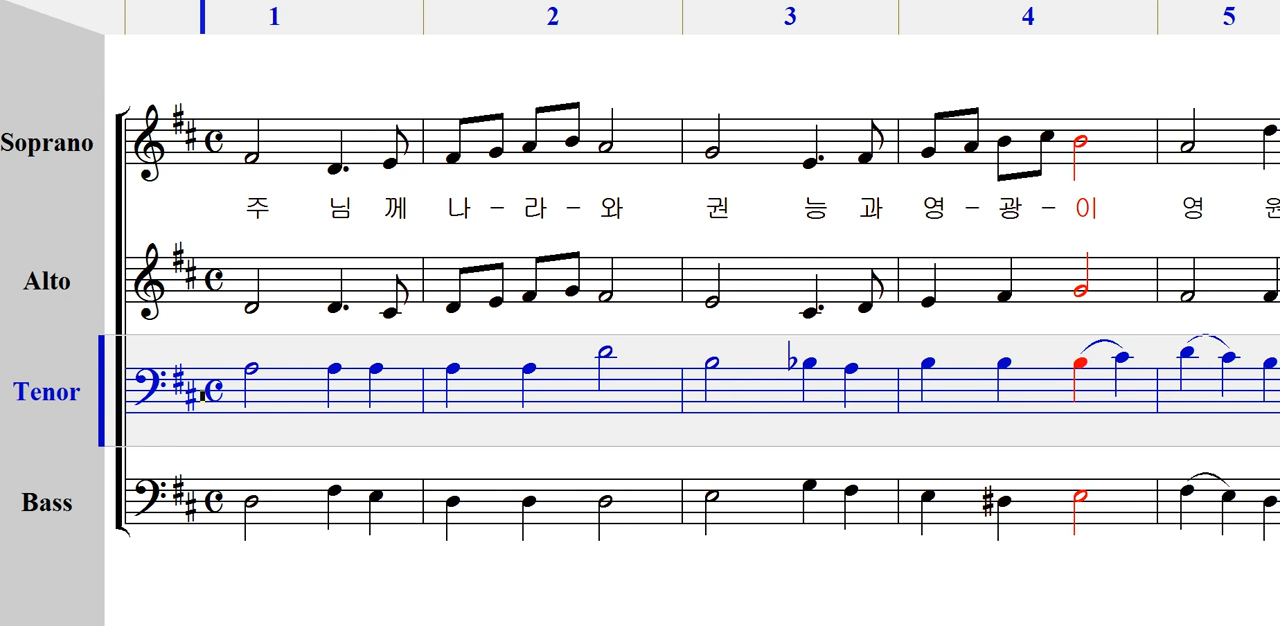 1 2 3 4 5
Soprano
주 님 께 나 - 라 - 와 권 능 과 영 - 광 - 이 영
Alto
Tenor
Bass